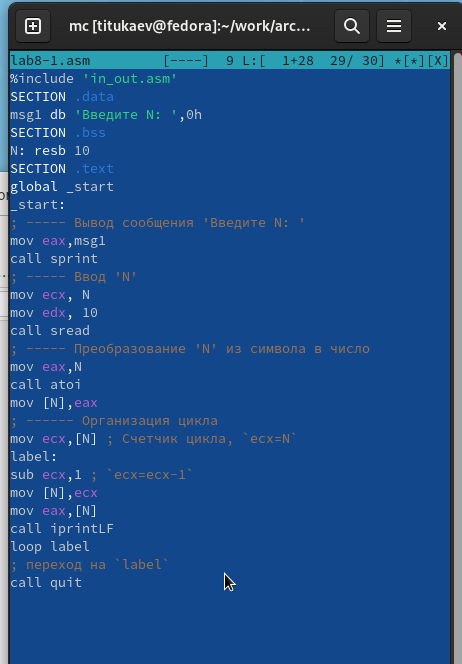 mc [titukaev@fedora]:~/work/arc...
lab8-1.asm [----] 9 L:[ 1+28 29/ 30] *[*][X]
%include 'in_out.asm'
SECTION .data
msg1 db 'Введите N: ',0h
SECTION .bss
N: resb 10
SECTION .text
global _start
_start:
; ----- Вывод сообщения 'Введите N: '
mov eax,msg1
call sprint
; ----- Ввод 'N'
mov ecx, N
mov edx, 10
call sread
; ----- Преобразование 'N' из символа в число
mov eax,N
call atoi
mov [N],eax
; ------ Организация цикла
mov ecx,[N] ; Счетчик цикла, `ecx=N`
label:
sub ecx,1 ; `ecx=ecx-1`
mov [N],ecx
mov eax,[N]
call iprintLF
loop label
; переход на `label`
call quit